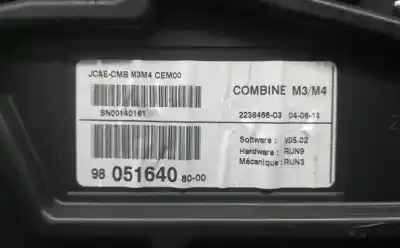 JCAE-CMB M3M4 CEM00
COMBINE M3/M4
SN00140161
2236466-03 04-06-13
Software : V05.02
Hardware : RUN9
Mécanique : RUN3
98 051640 80-00